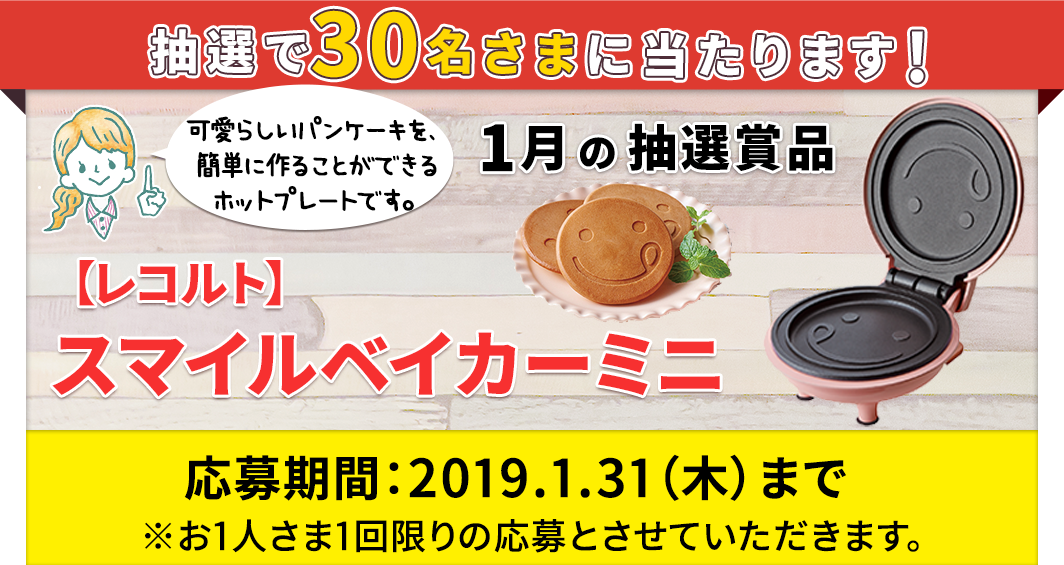 抽選で30名さまに当たります！
可愛らしいパンケーキを、
簡単に作ることができる
ホットプレートです。
1月の抽選賞品
【レコルト】
スマイルベイカーミニ
応募期間：2019.1.31（木）まで
※お1人さま1回限りの応募とさせていただきます。